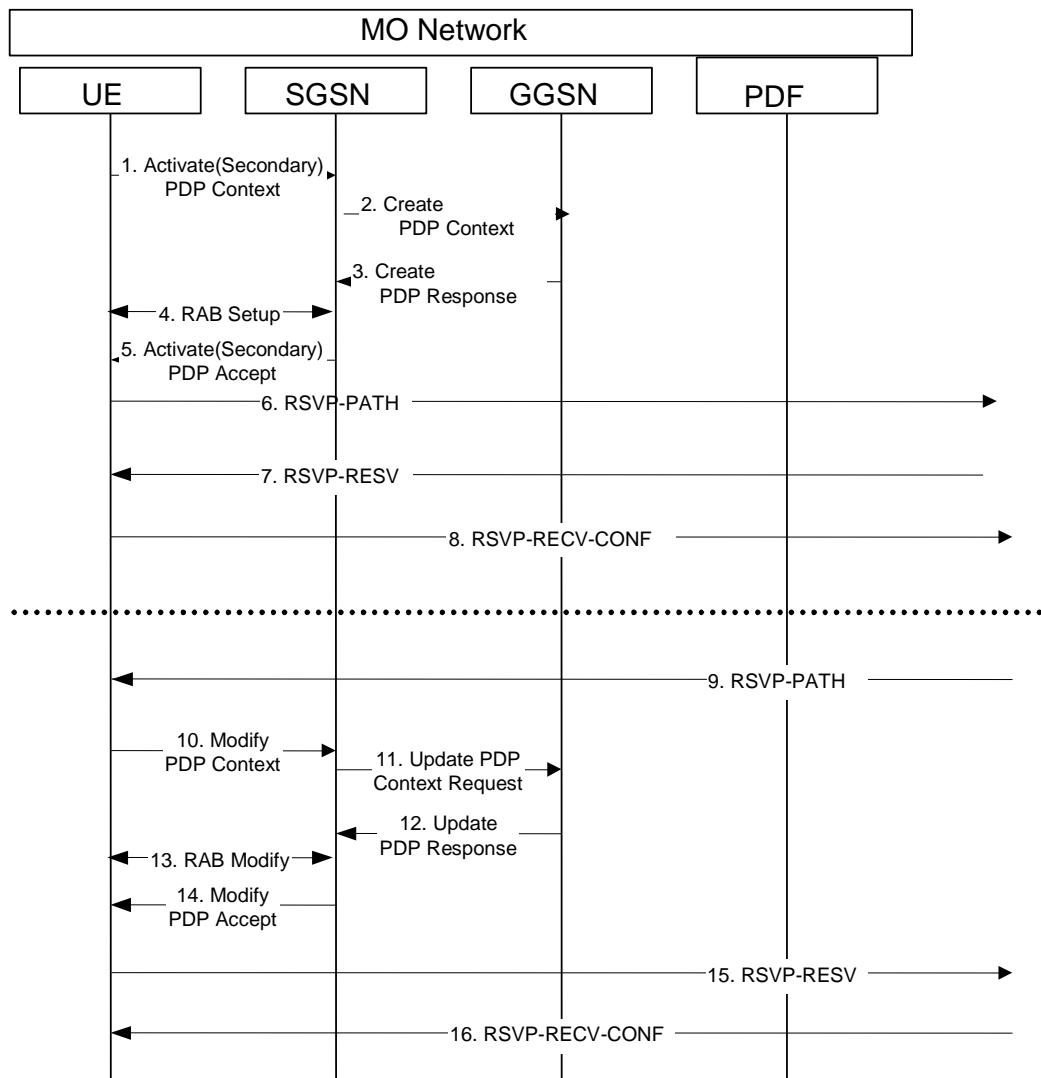 MO Network
UE
SGSN
GGSN
PDF
1. Activate(Secondary)
PDP Context
2. Create
PDP Context
3. Create
PDP Response
4. RAB Setup
5. Activate(Secondary)
PDP Accept
6. RSVP-PATH
7. RSVP-RESV
8. RSVP-RECV-CONF
9. RSVP-PATH
10. Modify
PDP Context
11. Update PDP
Context Request
12. Update
PDP Response
13. RAB Modify
14. Modify
PDP Accept
15. RSVP-RESV
16. RSVP-RECV-CONF